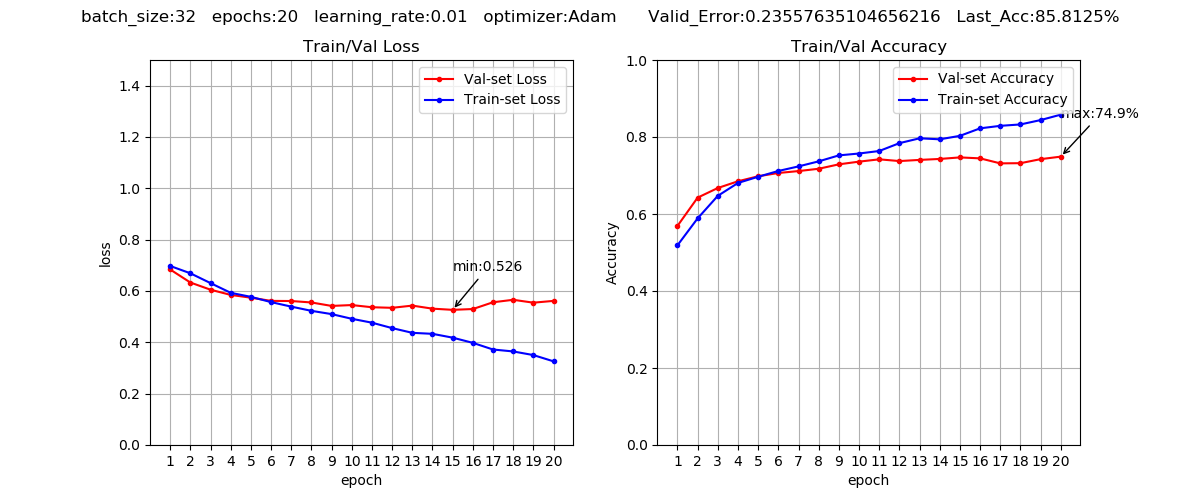 batch_size:32   epochs:20   learning_rate:0.01   optimizer:Adam      Valid_Error:0.23557635104656216   Last_Acc:85.8125%
Train/Val Loss
Val-set Loss
Train-set Loss
min:0.526
loss
1.4
1.2
1.0
0.8
0.6
0.4
0.2
0.0
1 2 3 4 5 6 7 8 9 10 11 12 13 14 15 16 17 18 19 20
epoch
Train/Val Accuracy
Val-set Accuracy
Train-set Accuracy
max:74.9%
Accuracy
1.0
0.8
0.6
0.4
0.2
0.0
1 2 3 4 5 6 7 8 9 10 11 12 13 14 15 16 17 18 19 20
epoch